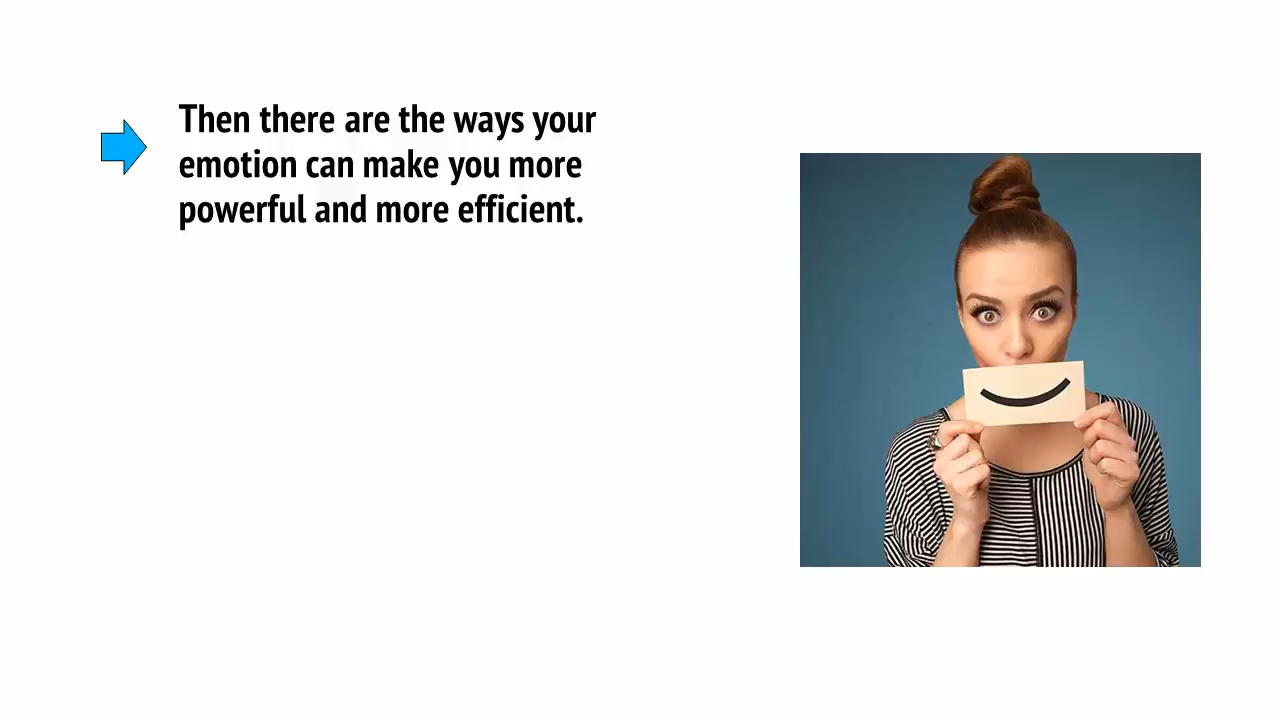 Then there are the ways your
emotion can make you more
powerful and more efficient.